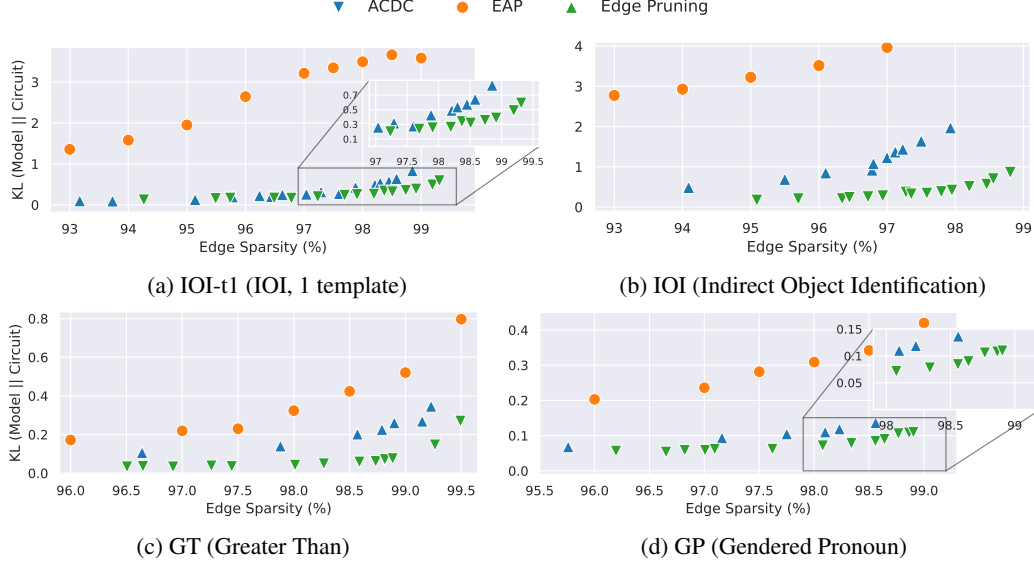 ACDC EAP Edge Pruning
KL (Model || Circuit)
3
2
1
0
93 94 95 96 97 98 99
Edge Sparsity (%)
0.7
0.5
0.3
0.1
97 97.5 98 98.5 99 99.5
(a) IOI-t1 (IOI, 1 template)
4
3
2
1
0
93 94 95 96 97 98 99
Edge Sparsity (%)
(b) IOI (Indirect Object Identification)
KL (Model || Circuit)
0.8
0.6
0.4
0.2
0.0
96.0 96.5 97.0 97.5 98.0 98.5 99.0 99.5
Edge Sparsity (%)
(c) GT (Greater Than)
0.4
0.3
0.2
0.1
0.0
95.5 96.0 96.5 97.0 97.5 98.0 98.5 99.0
Edge Sparsity (%)
0.15
0.1
0.05
98 98.5 99
(d) GP (Gendered Pronoun)